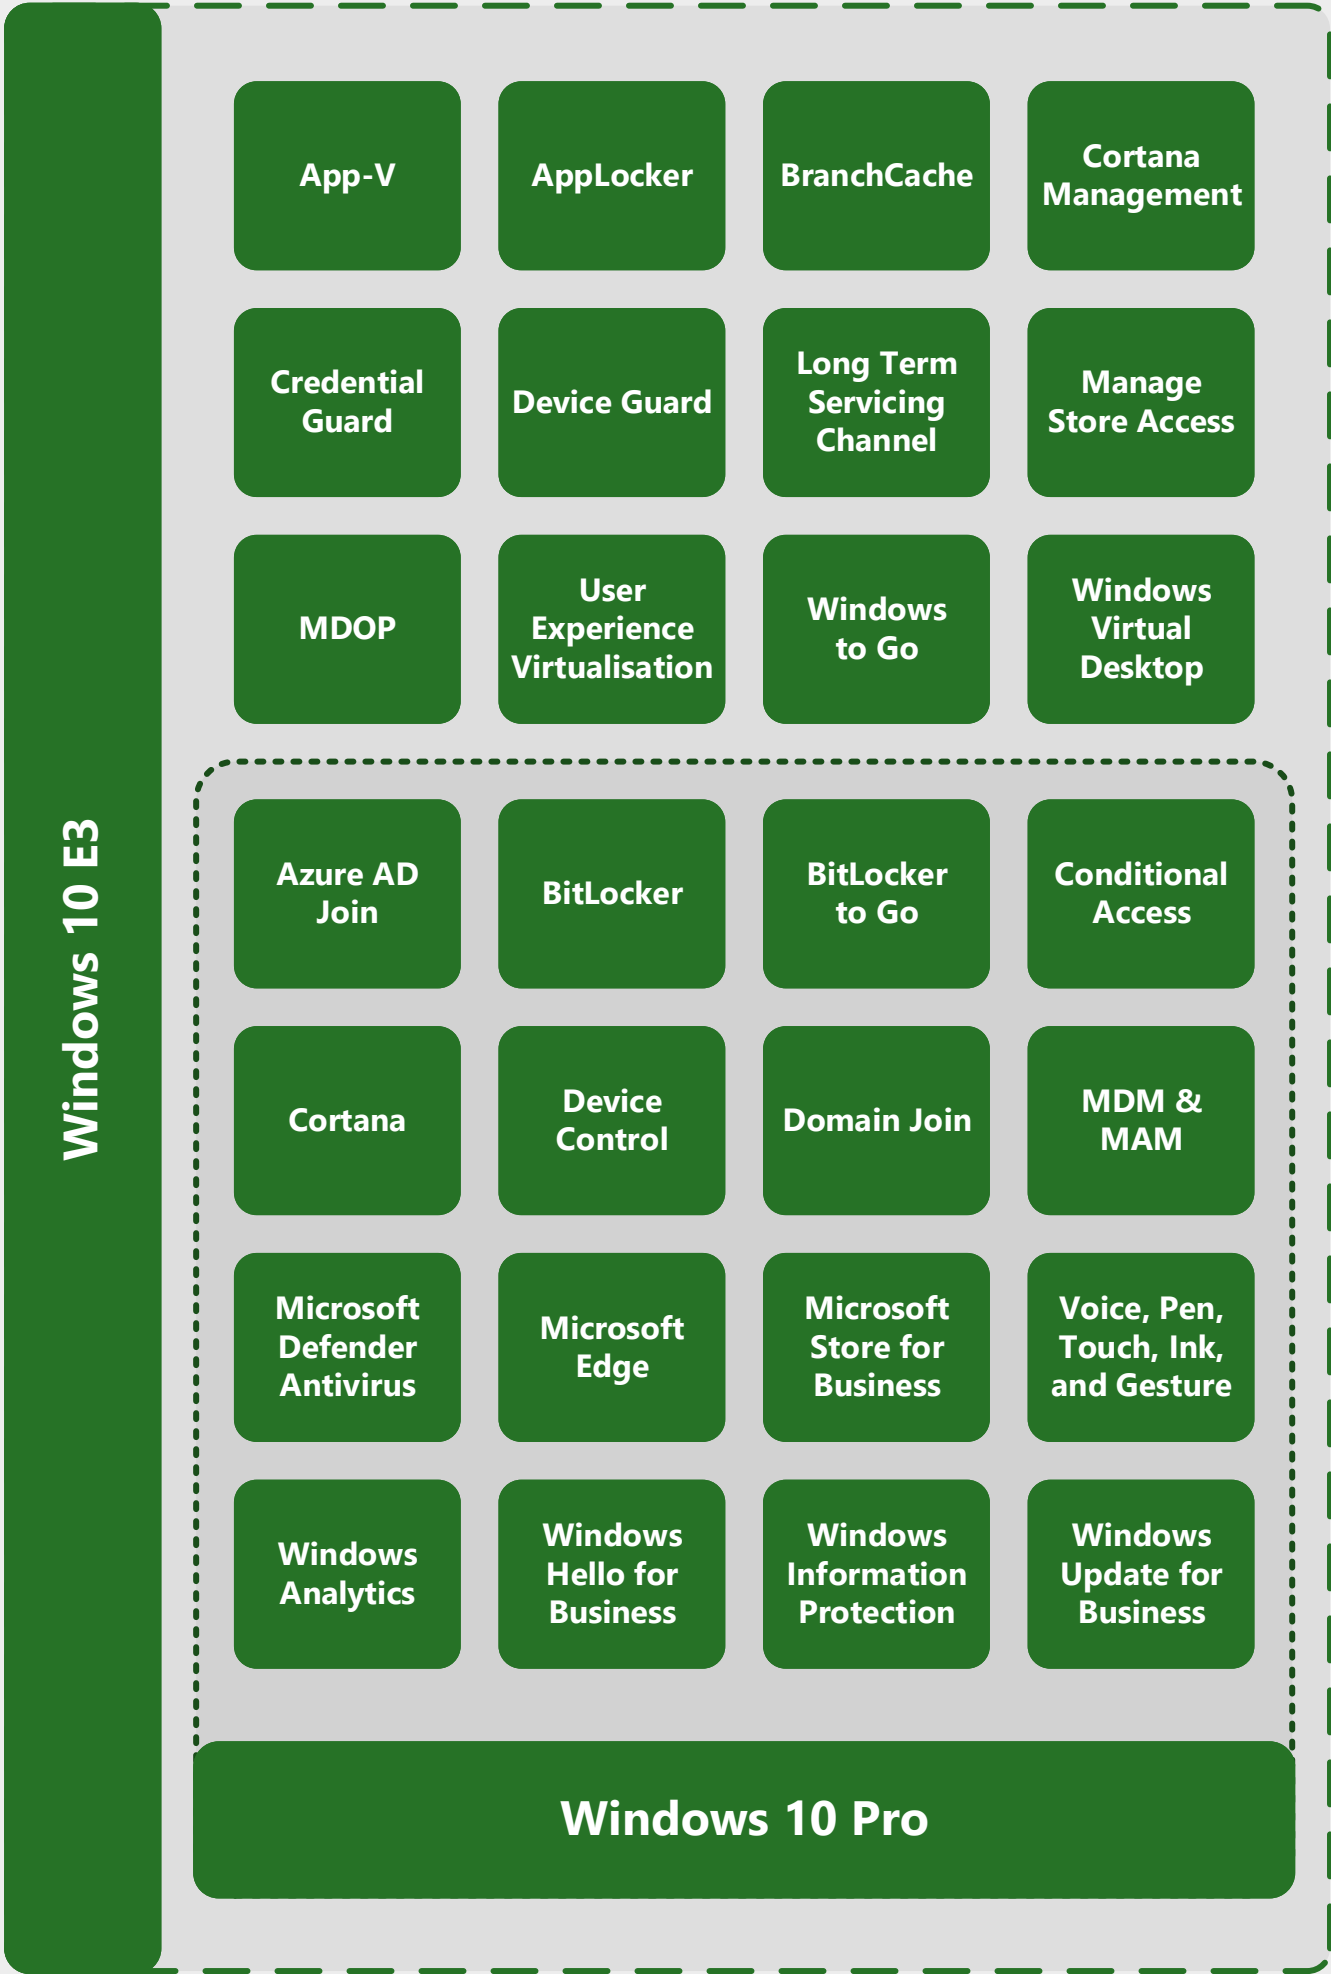 Windows 10 E3
App-V
AppLocker
BranchCache
Cortana
Management
Credential
Guard
Device Guard
Long Term
Servicing
Channel
Manage
Store Access
MDOP
User
Experience
Virtualisation
Windows
to Go
Windows
Virtual
Desktop
Azure AD
Join
BitLocker
BitLocker
to Go
Conditional
Access
Cortana
Device
Control
Domain Join
MDM &
MAM
Microsoft
Defender
Antivirus
Microsoft
Edge
Microsoft
Store for
Business
Voice, Pen,
Touch, Ink,
and Gesture
Windows
Analytics
Windows
Hello for
Business
Windows
Information
Protection
Windows
Update for
Business
Windows 10 Pro